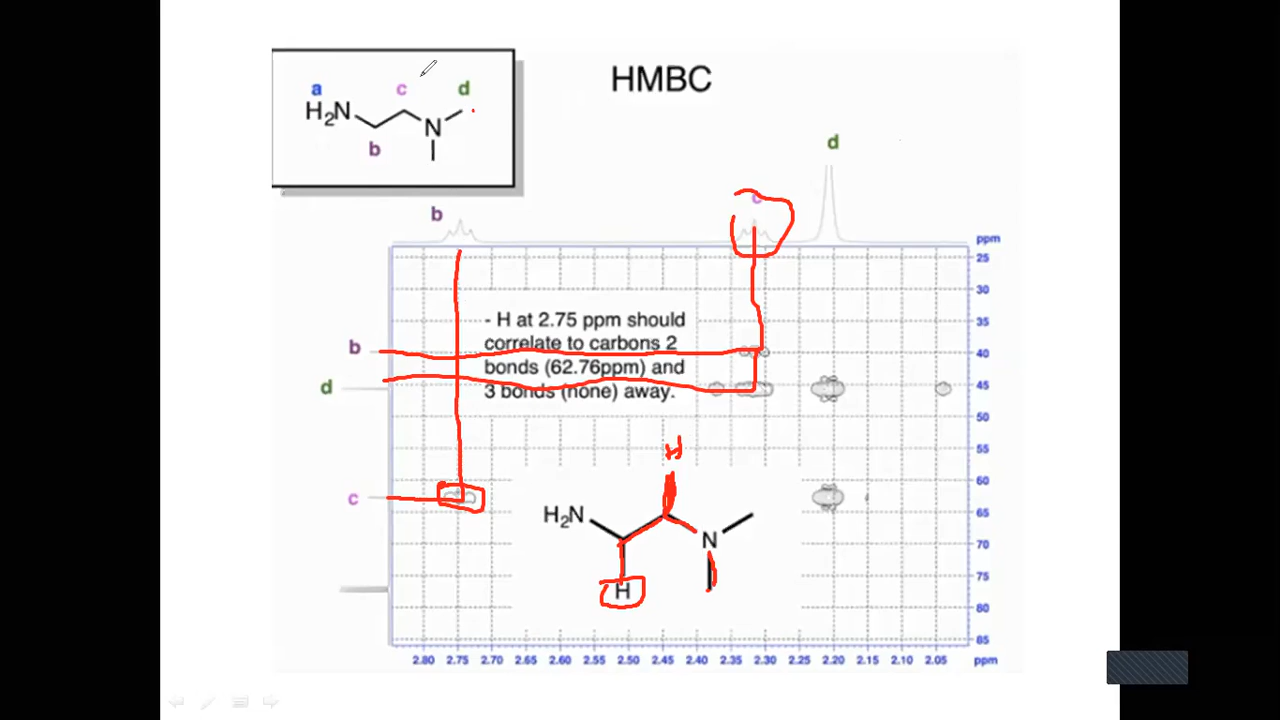 HMBC
a
c
d
H₂N
N
b
d
b
c
ppm
25
30
- H at 2.75 ppm should
35
b
correlate to carbons 2
40
bonds (62.76ppm) and
d
45
3 bonds (none) away.
50
55
H
60
c
65
H₂N
N
70
75
H
80
85
2.80 2.75 2.70 2.65 2.60 2.55 2.50 2.45 2.40 2.35 2.30 2.25 2.20 2.15 2.10 2.05 ppm